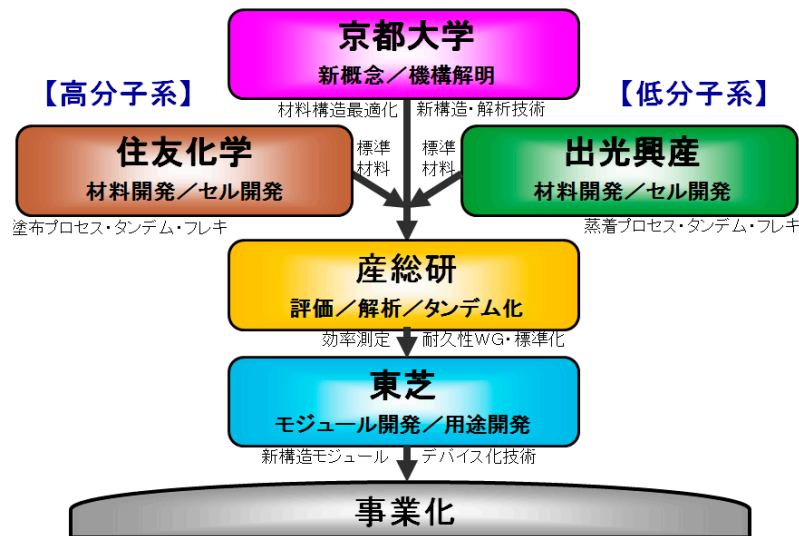 京都大学
新概念／機構解明
【高分子系】
【低分子系】
材料構造最適化
新構造・解析技術
住友化学
材料開発／セル開発
標準
材料
標準
材料
出光興産
材料開発／セル開発
塗布プロセス・タンデム・フレキ
蒸着プロセス・タンデム・フレキ
産総研
評価／解析／タンデム化
効率測定
耐久性WG・標準化
東芝
モジュール開発／用途開発
新構造モジュール
デバイス化技術
事業化